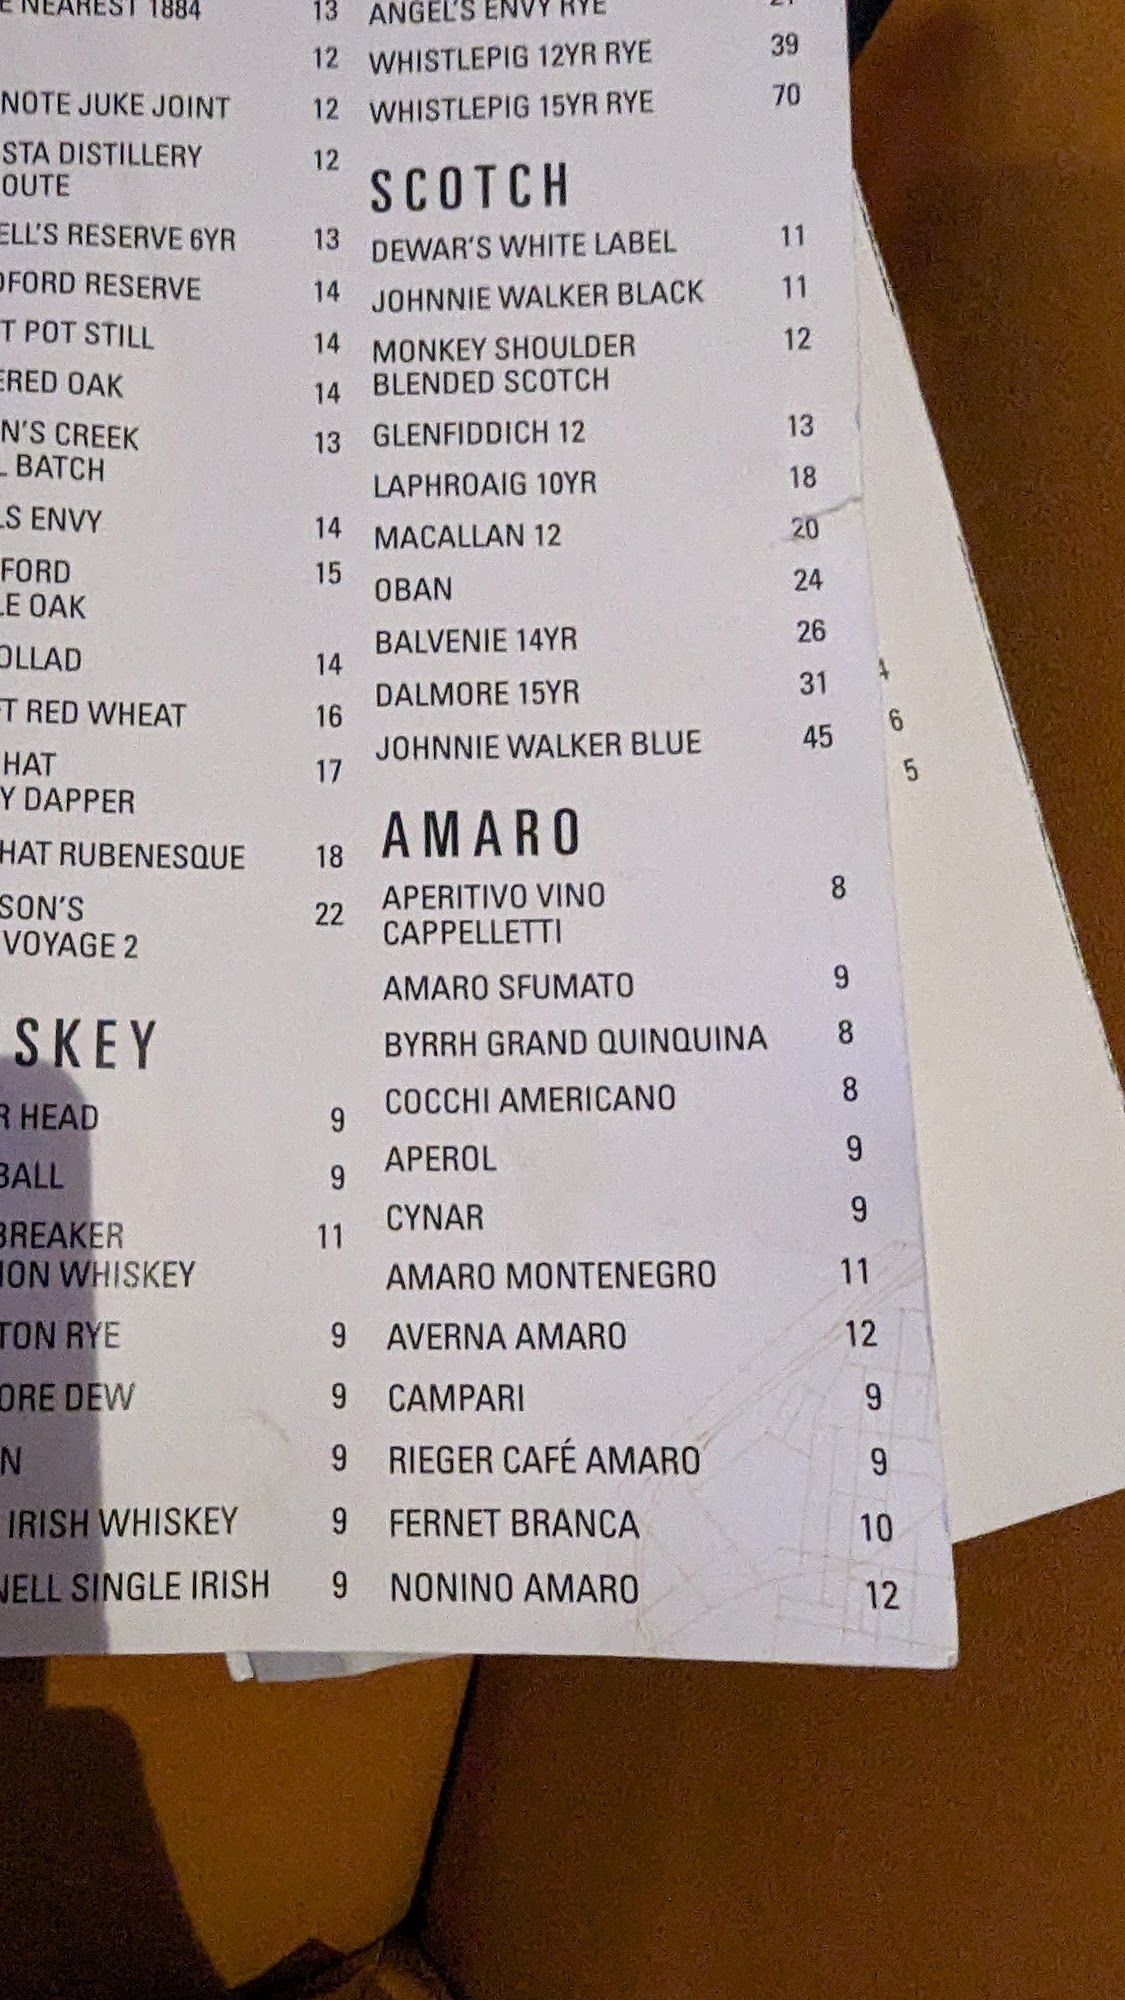 NEAREST 1884 13
12
NOTE JUKE JOINT 12
STA DISTILLERY 12
OUTE
ELL'S RESERVE 6YR 13
DFORD RESERVE 14
T POT STILL 14
ERED OAK 14
N'S CREEK 13
BATCH
LS ENVY 14
FORD 15
LE OAK
OLLAD 14
FT RED WHEAT 16
HAT 17
Y DAPPER
HAT RUBENESQUE 18
SON'S 22
VOYAGE 2
SKEY
R HEAD 9
BALL 9
BREAKER 11
ION WHISKEY
TON RYE 9
ORE DEW 9
N 9
IRISH WHISKEY 9
NELL SINGLE IRISH 9
ANGEL'S ENVY RYE
WHISTLEPIG 12YR RYE 39
WHISTLEPIG 15YR RYE 70
SCOTCH
DEWAR'S WHITE LABEL 11
JOHNNIE WALKER BLACK 11
MONKEY SHOULDER 12
BLENDED SCOTCH
GLENFIDDICH 12 13
LAPHROAIG 10YR 18
MACALLAN 12 20
OBAN 24
BALVENIE 14YR 26
DALMORE 15YR 31
JOHNNIE WALKER BLUE 45
AMARO
APERITIVO VINO 8
CAPPELLETTI
AMARO SFUMATO 9
BYRRH GRAND QUINQUINA 8
COCCHI AMERICANO 8
APEROL 9
CYNAR 9
AMARO MONTENEGRO 11
AVERNA AMARO 12
CAMPARI 9
RIEGER CAFÉ AMARO 9
FERNET BRANCA 10
NONINO AMARO 12
4
6
5